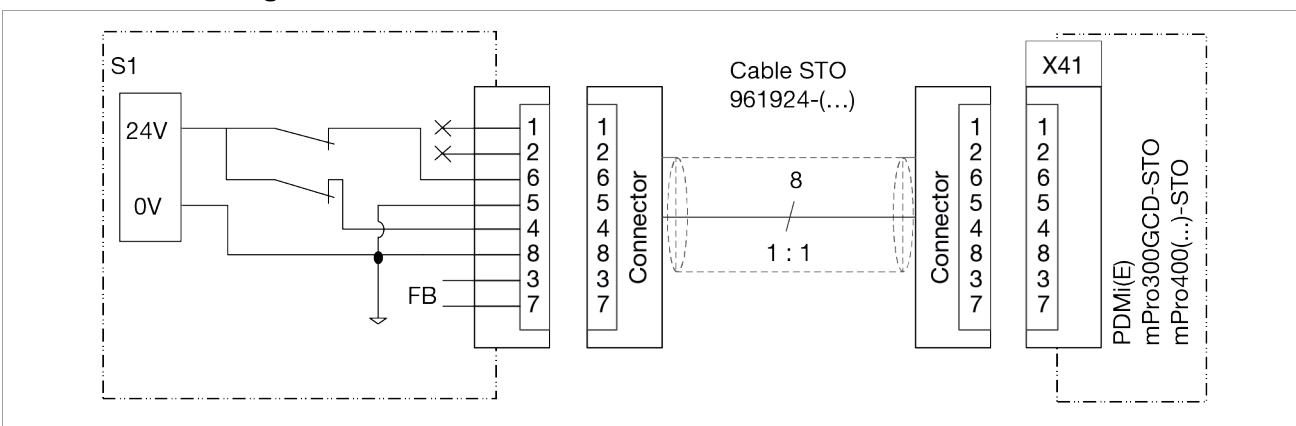 S1
24V
0V
FB
1
2
6
5
4
8
3
7
1
2
6
5
4
8
3
7
Connector
Cable STO
961924-(...)
8
1 : 1
Connector
1
2
6
5
4
8
3
7
X41
1
2
6
5
4
8
3
7
PDMi(E)
mPro300GCD-STO
mPro400(...)-STO